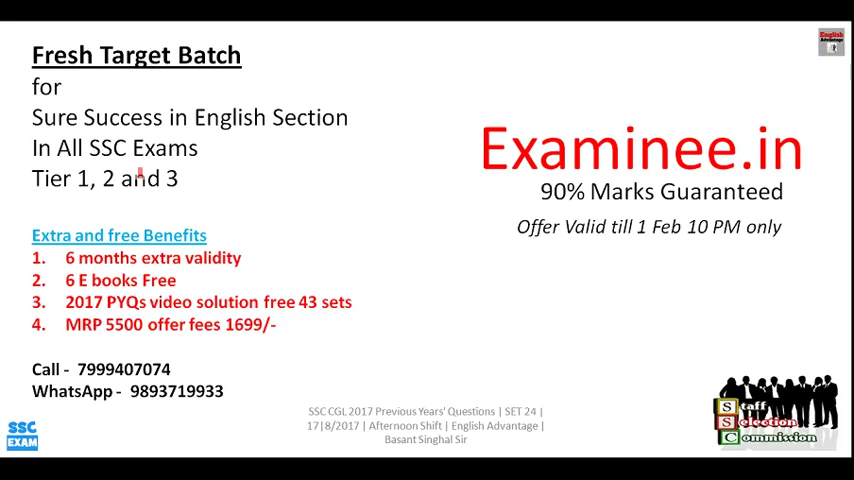 Fresh Target Batch
for
Sure Success in English Section
In All SSC Exams
Tier 1, 2 and 3
Extra and free Benefits
1. 6 months extra validity
2. 6 E books Free
3. 2017 PYQs video solution free 43 sets
4. MRP 5500 offer fees 1699/-
Call - 7999407074
WhatsApp - 9893719933
English
Advantage
Examinee.in
90% Marks Guaranteed
Offer Valid till 1 Feb 10 PM only
SSC CGL 2017 Previous Years' Questions | SET 24 |
17|8/2017 | Afternoon Shift | English Advantage |
Basant Singhal Sir
SSC
EXAM
Staff
Selection
Commission